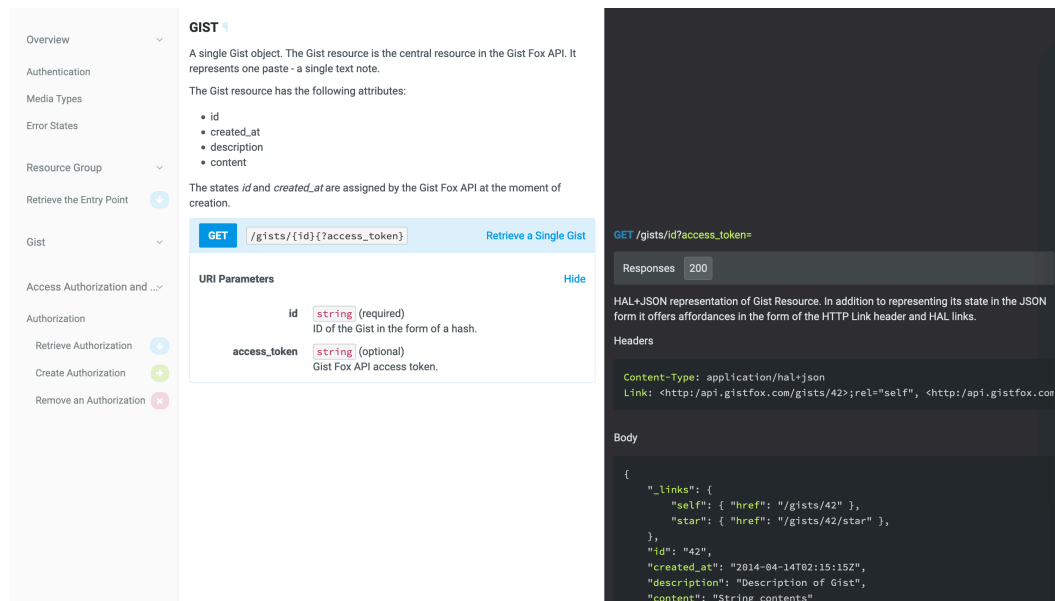 Overview
Authentication
Media Types
Error States
Resource Group
Retrieve the Entry Point
Gist
Access Authorization and ...
Authorization
Retrieve Authorization
Create Authorization
Remove an Authorization
GIST ¶
A single Gist object. The Gist resource is the central resource in the Gist Fox API. It
represents one paste - a single text note.
The Gist resource has the following attributes:
• id
• created_at
• description
• content
The states id and created_at are assigned by the Gist Fox API at the moment of
creation.
GET /gists/{id}{?access_token} Retrieve a Single Gist
URI Parameters Hide
id string (required)
ID of the Gist in the form of a hash.
access_token string (optional)
Gist Fox API access token.
GET /gists/id?access_token=
Responses 200
HAL+JSON representation of Gist Resource. In addition to representing its state in the JSON
form it offers affordances in the form of the HTTP Link header and HAL links.
Headers
Content-Type: application/hal+json
Link: <http:/api.gistfox.com/gists/42>;rel="self", <http:/api.gistfox.com
Body
{
"_links": {
"self": { "href": "/gists/42" },
"star": { "href": "/gists/42/star" },
},
"id": "42",
"created_at": "2014-04-14T02:15:15Z",
"description": "Description of Gist",
"content": "String contents"